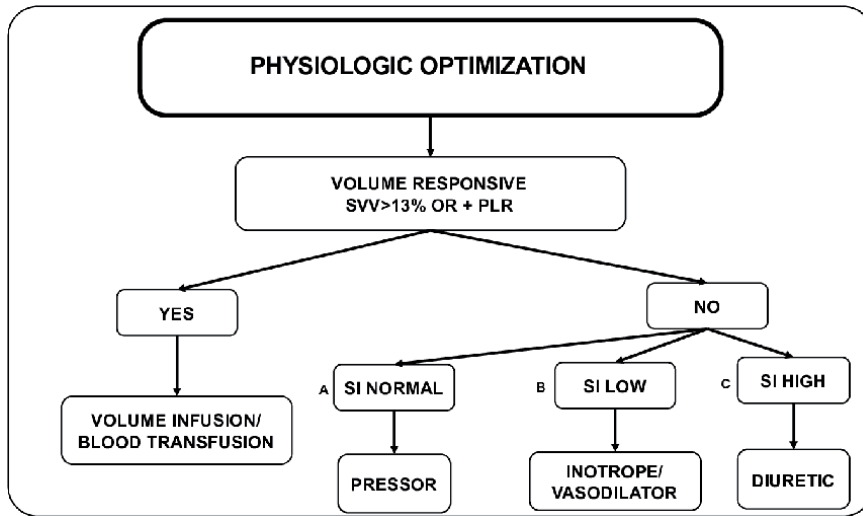 PHYSIOLOGIC OPTIMIZATION
VOLUME RESPONSIVE
SVV>13% OR + PLR
YES
NO
VOLUME INFUSION/
BLOOD TRANSFUSION
A
SI NORMAL
B
SI LOW
C
SI HIGH
PRESSOR
INOTROPE/
VASODILATOR
DIURETIC